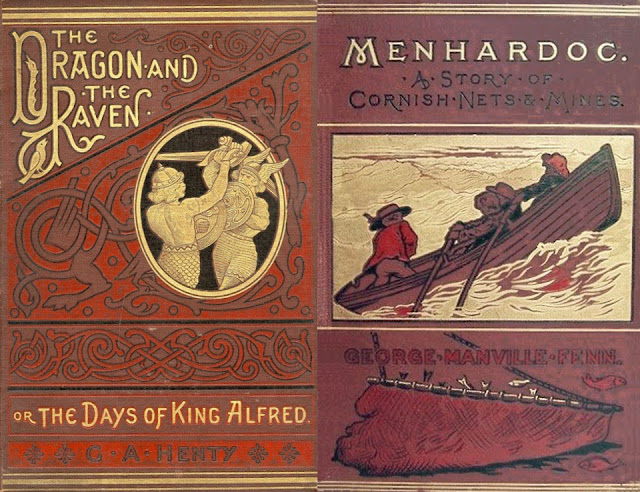 THE
DRAGON·AND
·THE
RAVEN·
OR THE DAYS OF KING ALFRED.
G·A·HENTY
MENHARDOC.
·A·STORY·OF·
CORNISH·NETS·&·MINES.
GEORGE·MANVILLE·FENN.